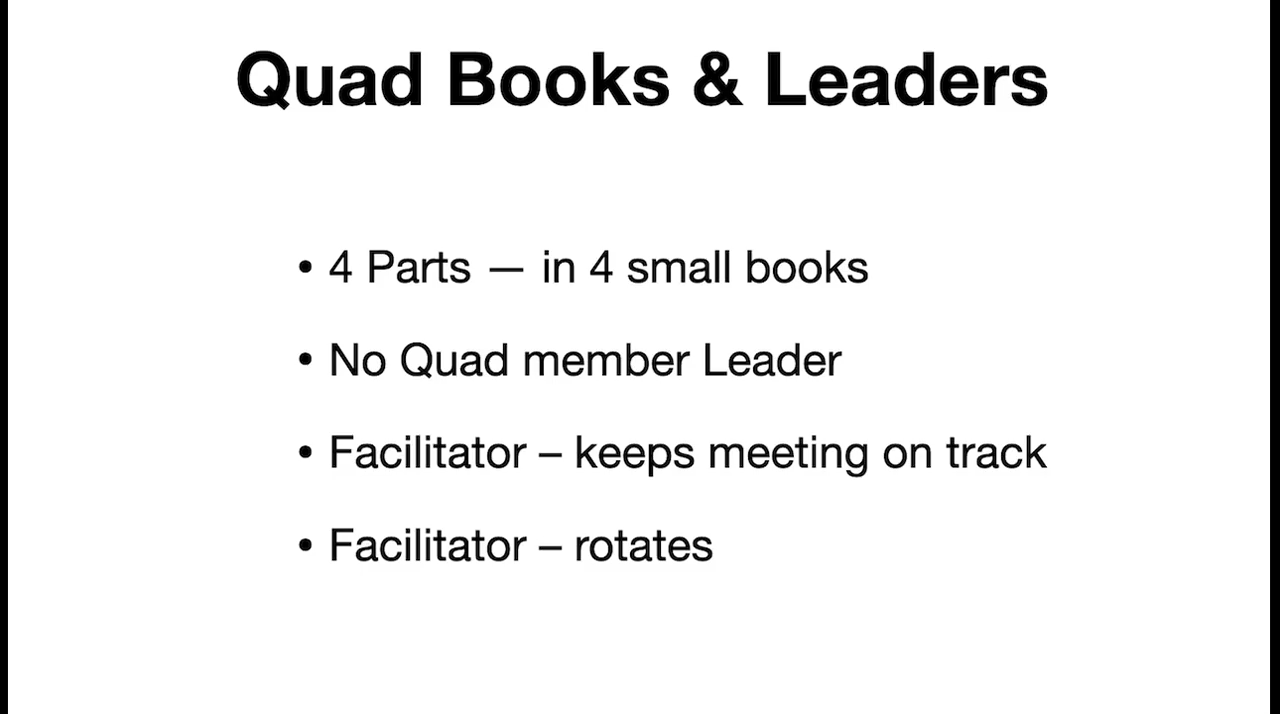 Quad Books & Leaders
• 4 Parts — in 4 small books
• No Quad member Leader
• Facilitator – keeps meeting on track
• Facilitator – rotates